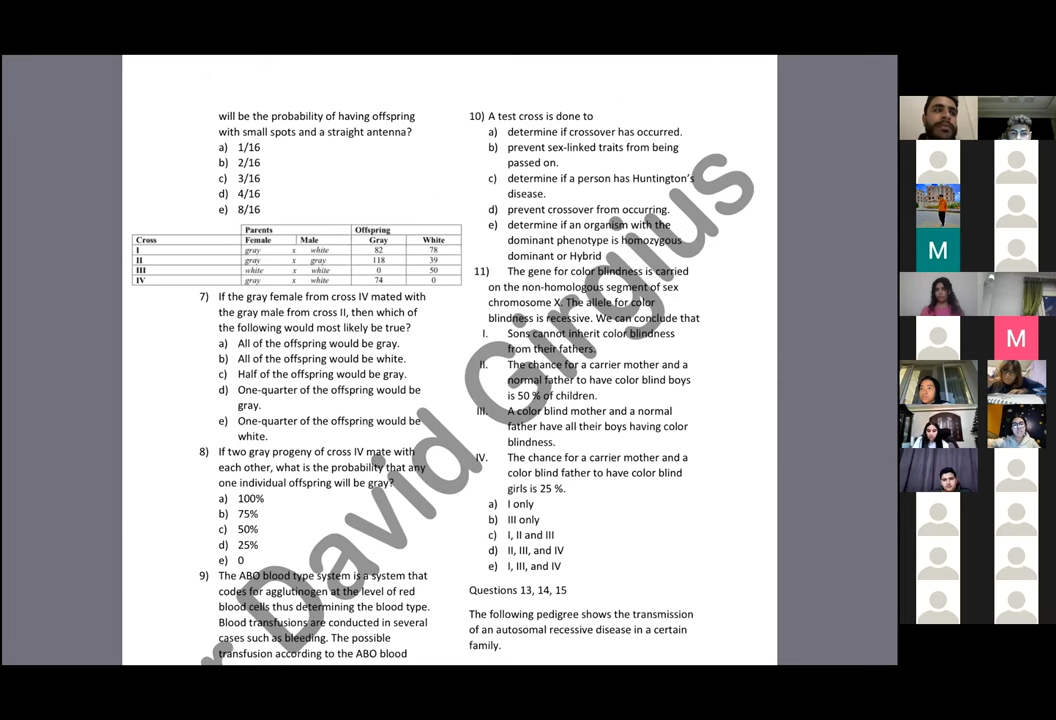 will be the probability of having offspring
with small spots and a straight antenna?
a) 1/16
b) 2/16
c) 3/16
d) 4/16
e) 8/16
Parents Offspring
Cross Female Male Gray White
I gray x white 82 78
II gray x gray 118 39
III white x white 0 50
IV gray x white 74 0
7) If the gray female from cross IV mated with
the gray male from cross II, then which of
the following would most likely be true?
a) All of the offspring would be gray.
b) All of the offspring would be white.
c) Half of the offspring would be gray.
d) One-quarter of the offspring would be
gray.
e) One-quarter of the offspring would be
white.
8) If two gray progeny of cross IV mate with
each other, what is the probability that any
one individual offspring will be gray?
a) 100%
b) 75%
c) 50%
d) 25%
e) 0
9) The ABO blood type system is a system that
codes for agglutinogen at the level of red
blood cells thus determining the blood type.
Blood transfusions are conducted in several
cases such as bleeding. The possible
transfusion according to the ABO blood
10) A test cross is done to
a) determine if crossover has occurred.
b) prevent sex-linked traits from being
passed on.
c) determine if a person has Huntington's
disease.
d) prevent crossover from occurring.
e) determine if an organism with the
dominant phenotype is homozygous
dominant or Hybrid
11) The gene for color blindness is carried
on the non-homologous segment of sex
chromosome X. The allele for color
blindness is recessive. We can conclude that
I. Sons cannot inherit color blindness
from their fathers.
II. The chance for a carrier mother and a
normal father to have color blind boys
is 50 % of children.
III. A color blind mother and a normal
father have all their boys having color
blindness.
IV. The chance for a carrier mother and a
color blind father to have color blind
girls is 25 %.
a) I only
b) III only
c) I, II and III
d) II, III, and IV
e) I, III, and IV
Questions 13, 14, 15
The following pedigree shows the transmission
of an autosomal recessive disease in a certain
family.
r David Girgius
M
M